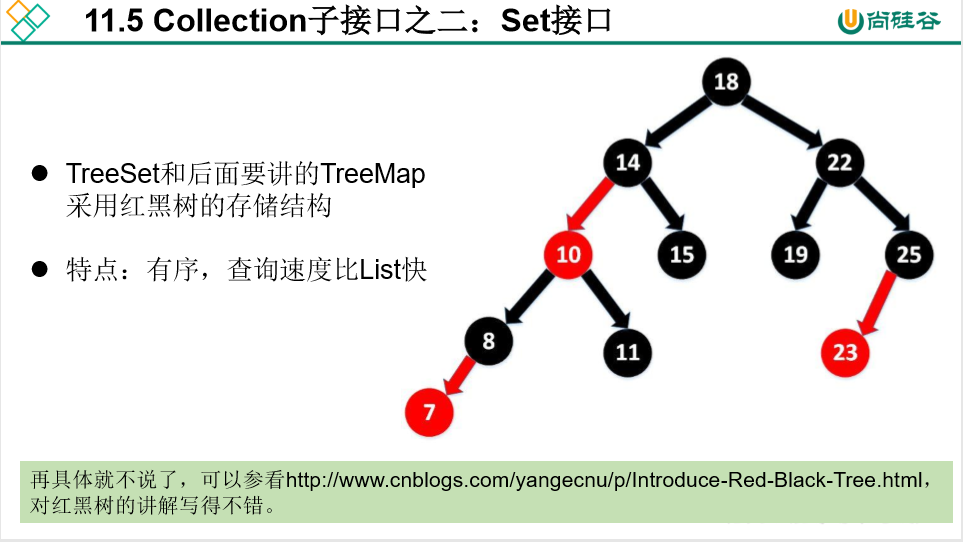 11.5 Collection子接口之二：Set接口
尚硅谷
TreeSet和后面要讲的TreeMap
采用红黑树的存储结构
特点：有序，查询速度比List快
18
14
22
10
15
19
25
8
11
23
7
再具体就不说了，可以参看http://www.cnblogs.com/yangecnu/p/Introduce-Red-Black-Tree.html，
对红黑树的讲解写得不错。